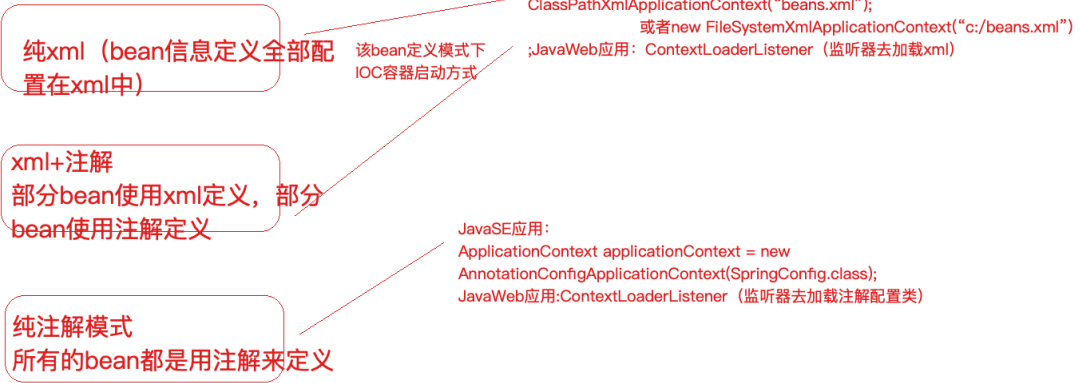 ClassPathXmlApplicationContext(“beans.xml”);
或者new FileSystemXmlApplicationContext(“c:/beans.xml”)
;JavaWeb应用：ContextLoaderListener（监听器去加载xml）
纯xml（bean信息定义全部配
置在xml中）
该bean定义模式下
IOC容器启动方式
xml+注解
部分bean使用xml定义，部分
bean使用注解定义
JavaSE应用：
ApplicationContext applicationContext = new
AnnotationConfigApplicationContext(SpringConfig.class);
JavaWeb应用:ContextLoaderListener（监听器去加载注解配置类）
纯注解模式
所有的bean都是用注解来定义